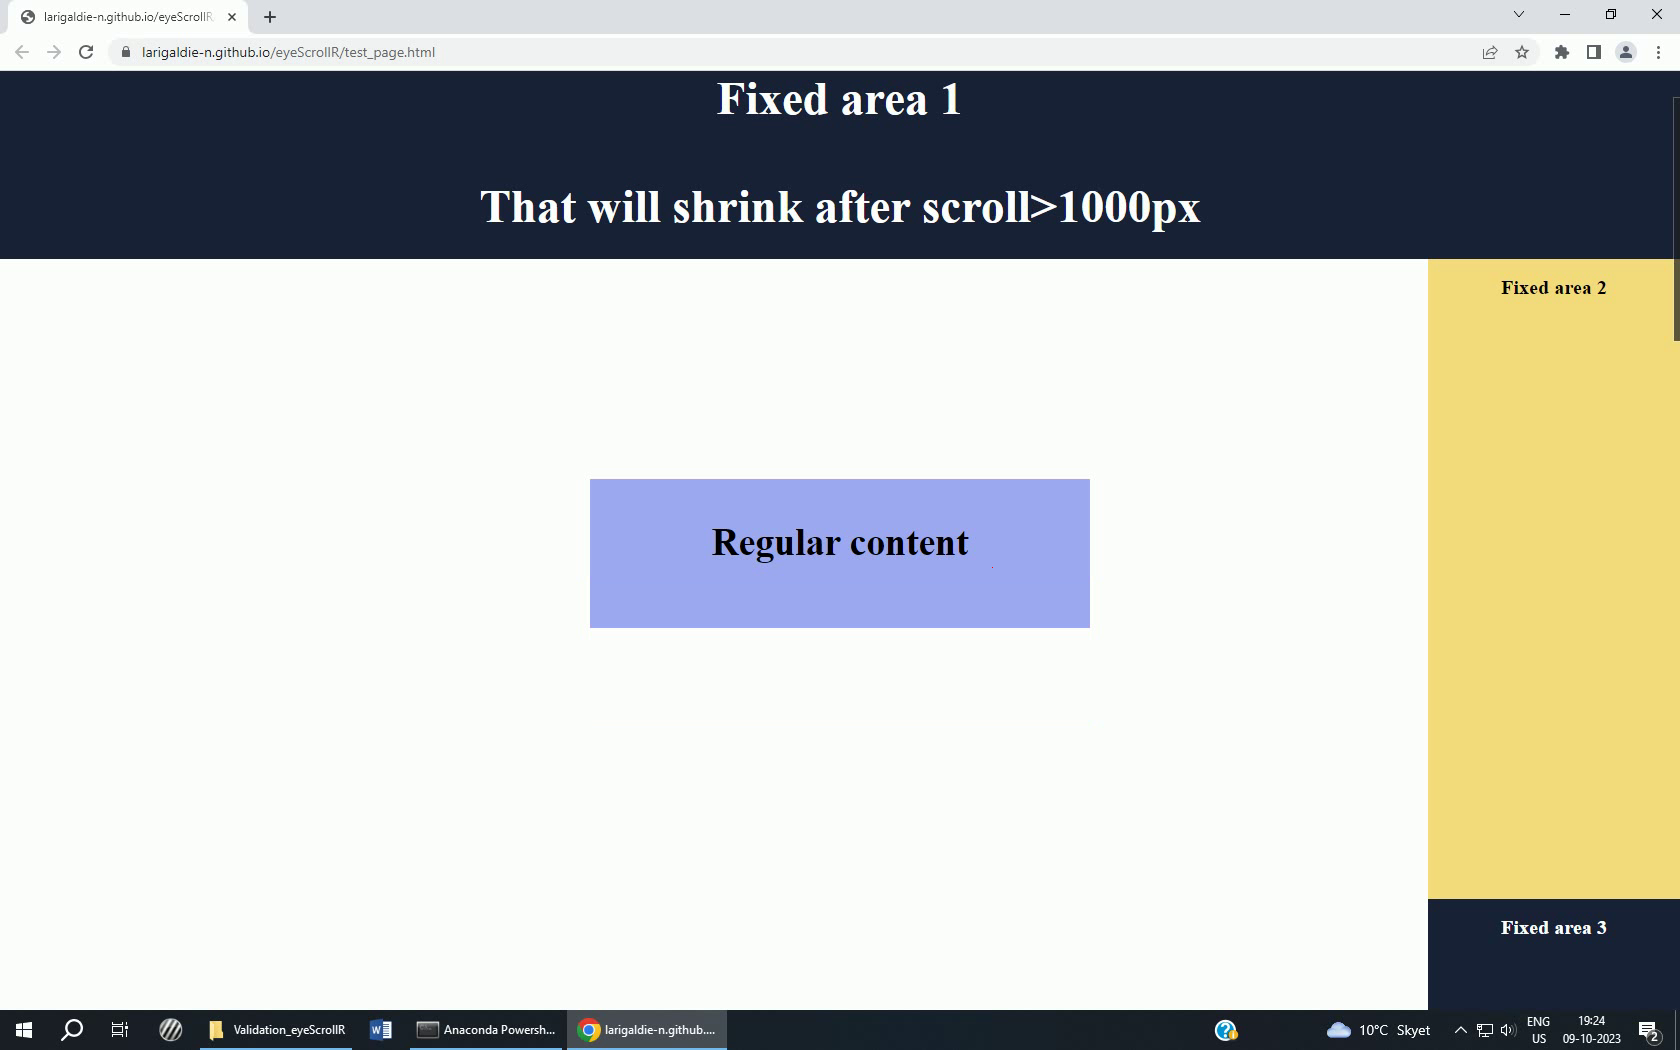 larigaldie-n.github.io/eyeScrollR
larigaldie-n.github.io/eyeScrollR/test_page.html
Fixed area 1
That will shrink after scroll>1000px
Fixed area 2
Regular content
Fixed area 3
Validation_eyeScrollR
Anaconda Powersh...
larigaldie-n.github....
10°C Skyet
ENG
US
19:24
09-10-2023
2